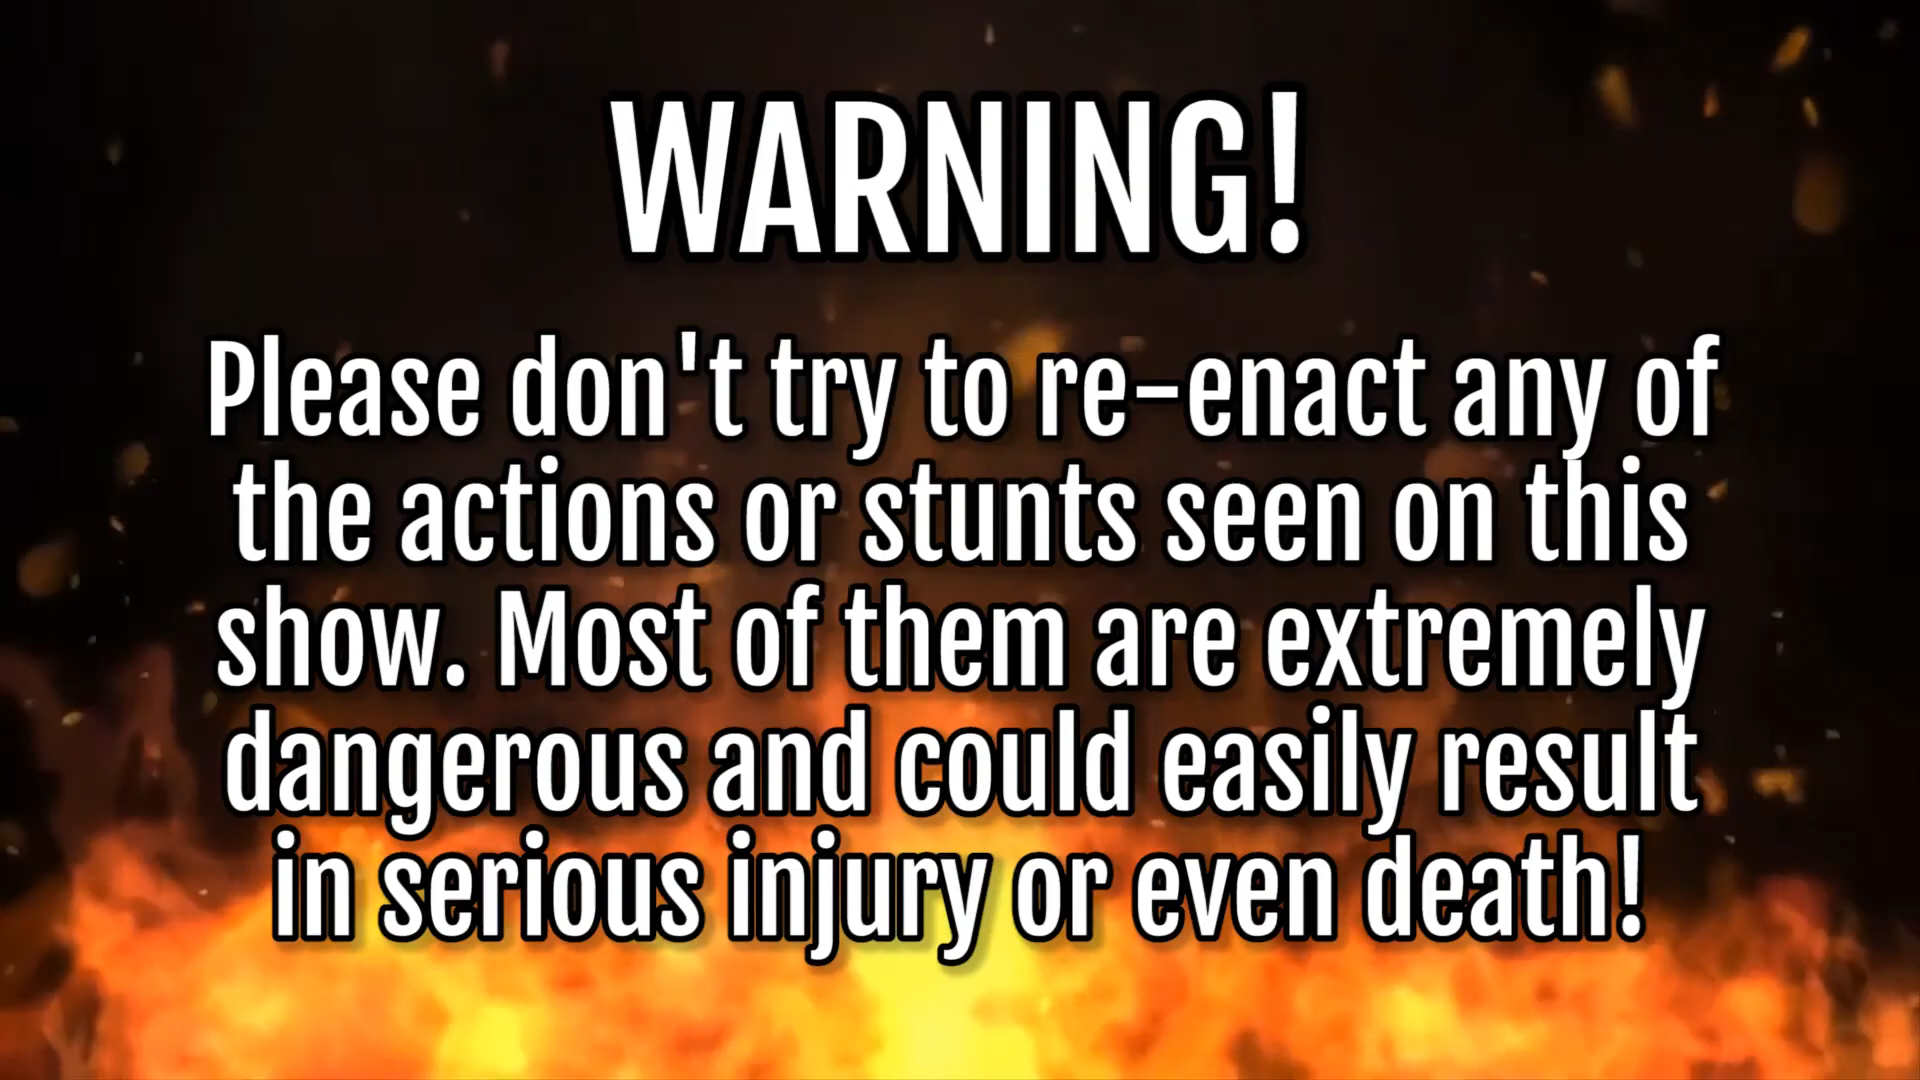 WARNING!
Please don't try to re-enact any of
the actions or stunts seen on this
show. Most of them are extremely
dangerous and could easily result
in serious injury or even death!